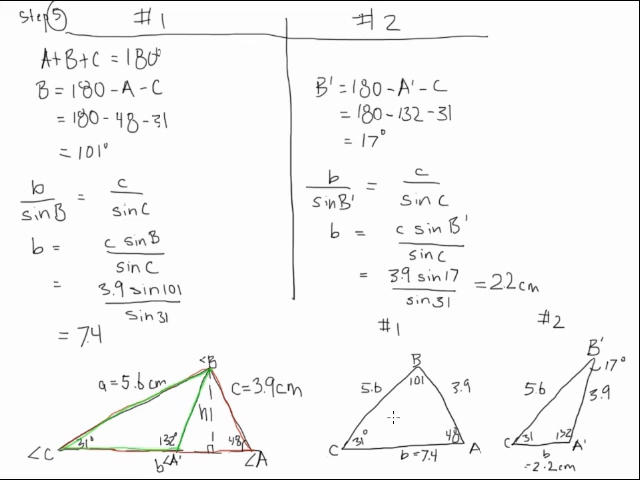 step 5
#1
A+B+C = 180°
B = 180-A-C
= 180-48-31
= 101°
b/sinB = c/sinC
b = c sinB/sinC
= 3.9 sin101/sin31
= 7.4
#2
B' = 180-A'-C
= 180-132-31
= 17°
b/sinB' = c/sinC
b = c sinB'/sinC
= 3.9 sin17/sin31 = 2.2cm
<B
a = 5.6cm
c = 3.9cm
h
31°
132°
48°
<C
b
<A'
<A
#1
B
101
5.6
3.9
31°
48
C
b = 7.4
A
#2
B'
17°
5.6
3.9
31
132
C
b
A'
= 2.2cm